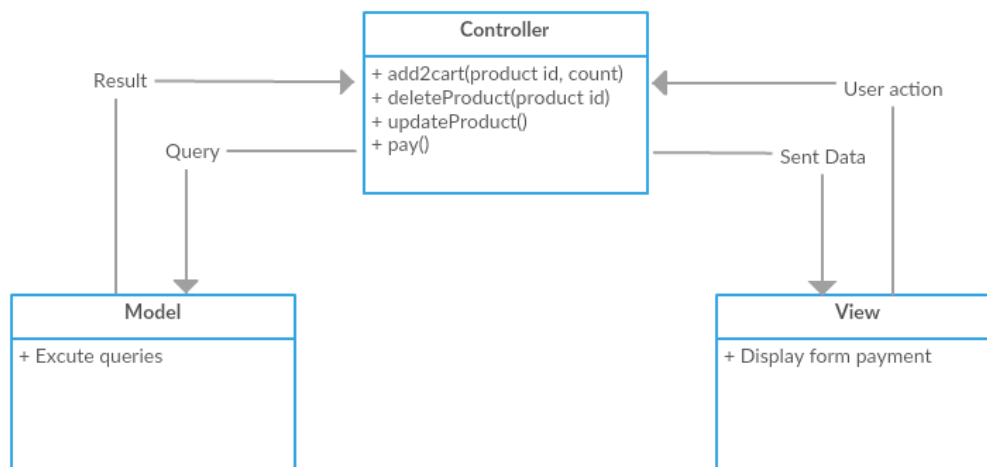 Controller
+ add2cart(product id, count)
+ deleteProduct(product id)
+ updateProduct()
+ pay()
Result
User action
Query
Sent Data
Model
+ Excute queries
View
+ Display form payment